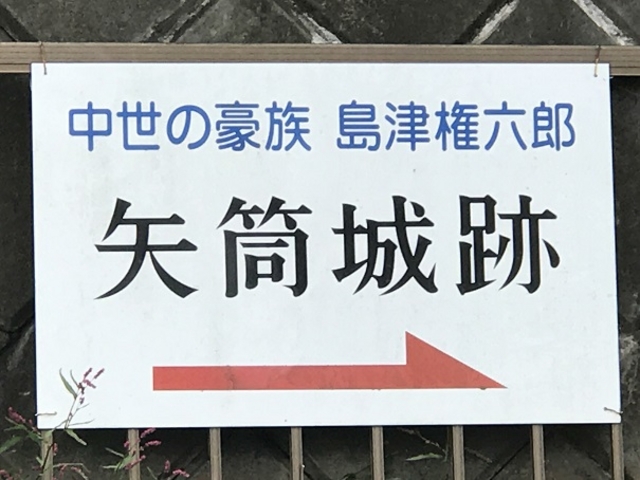 中世の豪族 島津権六郎
矢筒城跡